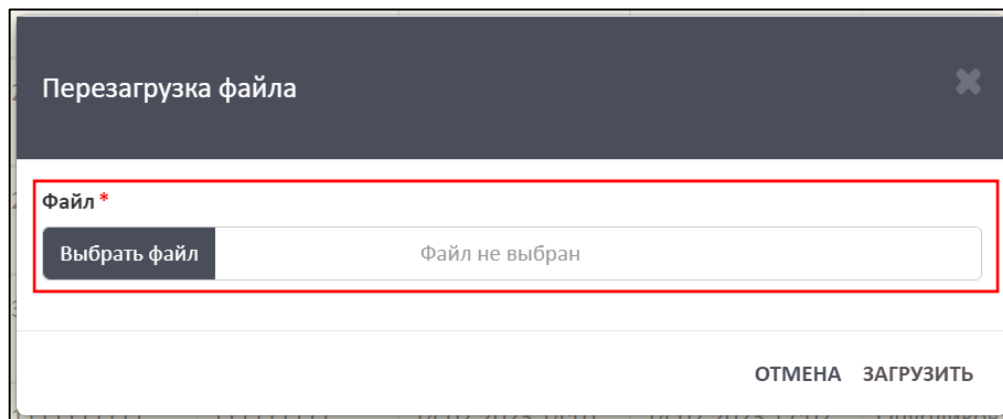 Перезагрузка файла
Файл *
Выбрать файл Файл не выбран
ОТМЕНА ЗАГРУЗИТЬ